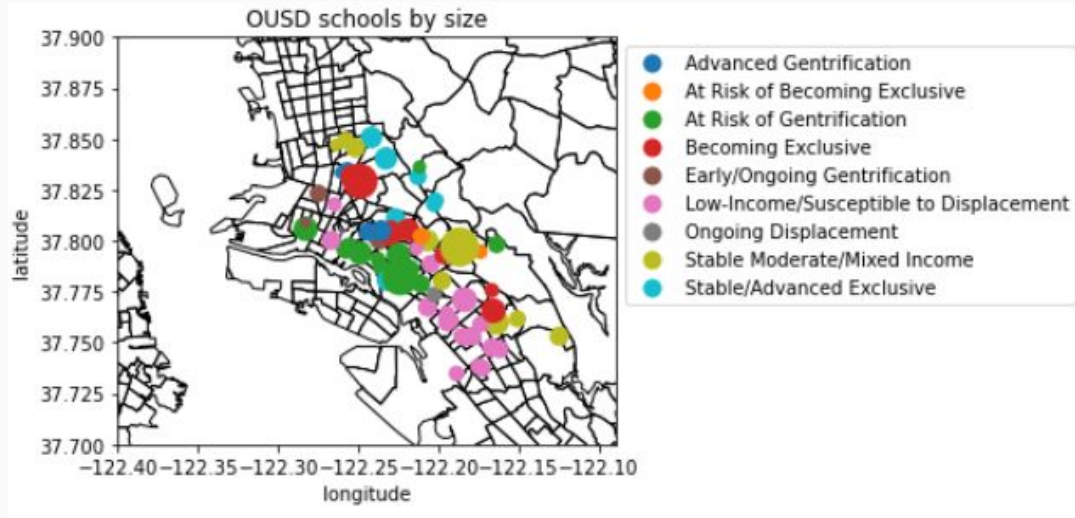 OUSD schools by size
37.900
37.875
37.850
37.825
37.800
37.775
37.750
37.725
37.700
latitude
−122.40 −122.35 −122.30 −122.25 −122.20 −122.15 −122.10
longitude
Advanced Gentrification
At Risk of Becoming Exclusive
At Risk of Gentrification
Becoming Exclusive
Early/Ongoing Gentrification
Low-Income/Susceptible to Displacement
Ongoing Displacement
Stable Moderate/Mixed Income
Stable/Advanced Exclusive